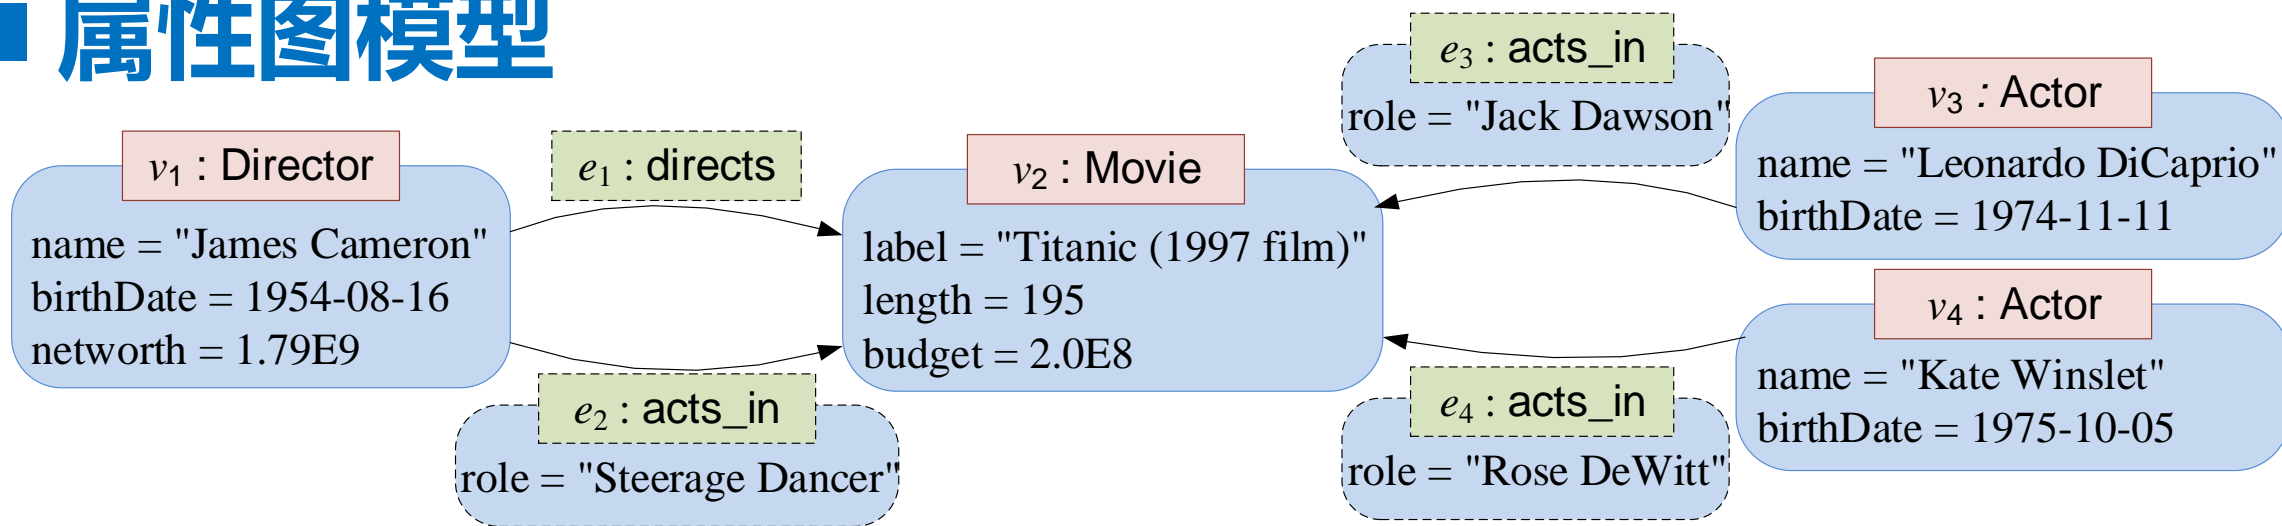 属性图模型
v1 : Director
name = "James Cameron"
birthDate = 1954-08-16
networth = 1.79E9
e1 : directs
e2 : acts_in
role = "Steerage Dancer"
v2 : Movie
label = "Titanic (1997 film)"
length = 195
budget = 2.0E8
e3 : acts_in
role = "Jack Dawson"
v3 : Actor
name = "Leonardo DiCaprio"
birthDate = 1974-11-11
e4 : acts_in
role = "Rose DeWitt"
v4 : Actor
name = "Kate Winslet"
birthDate = 1975-10-05